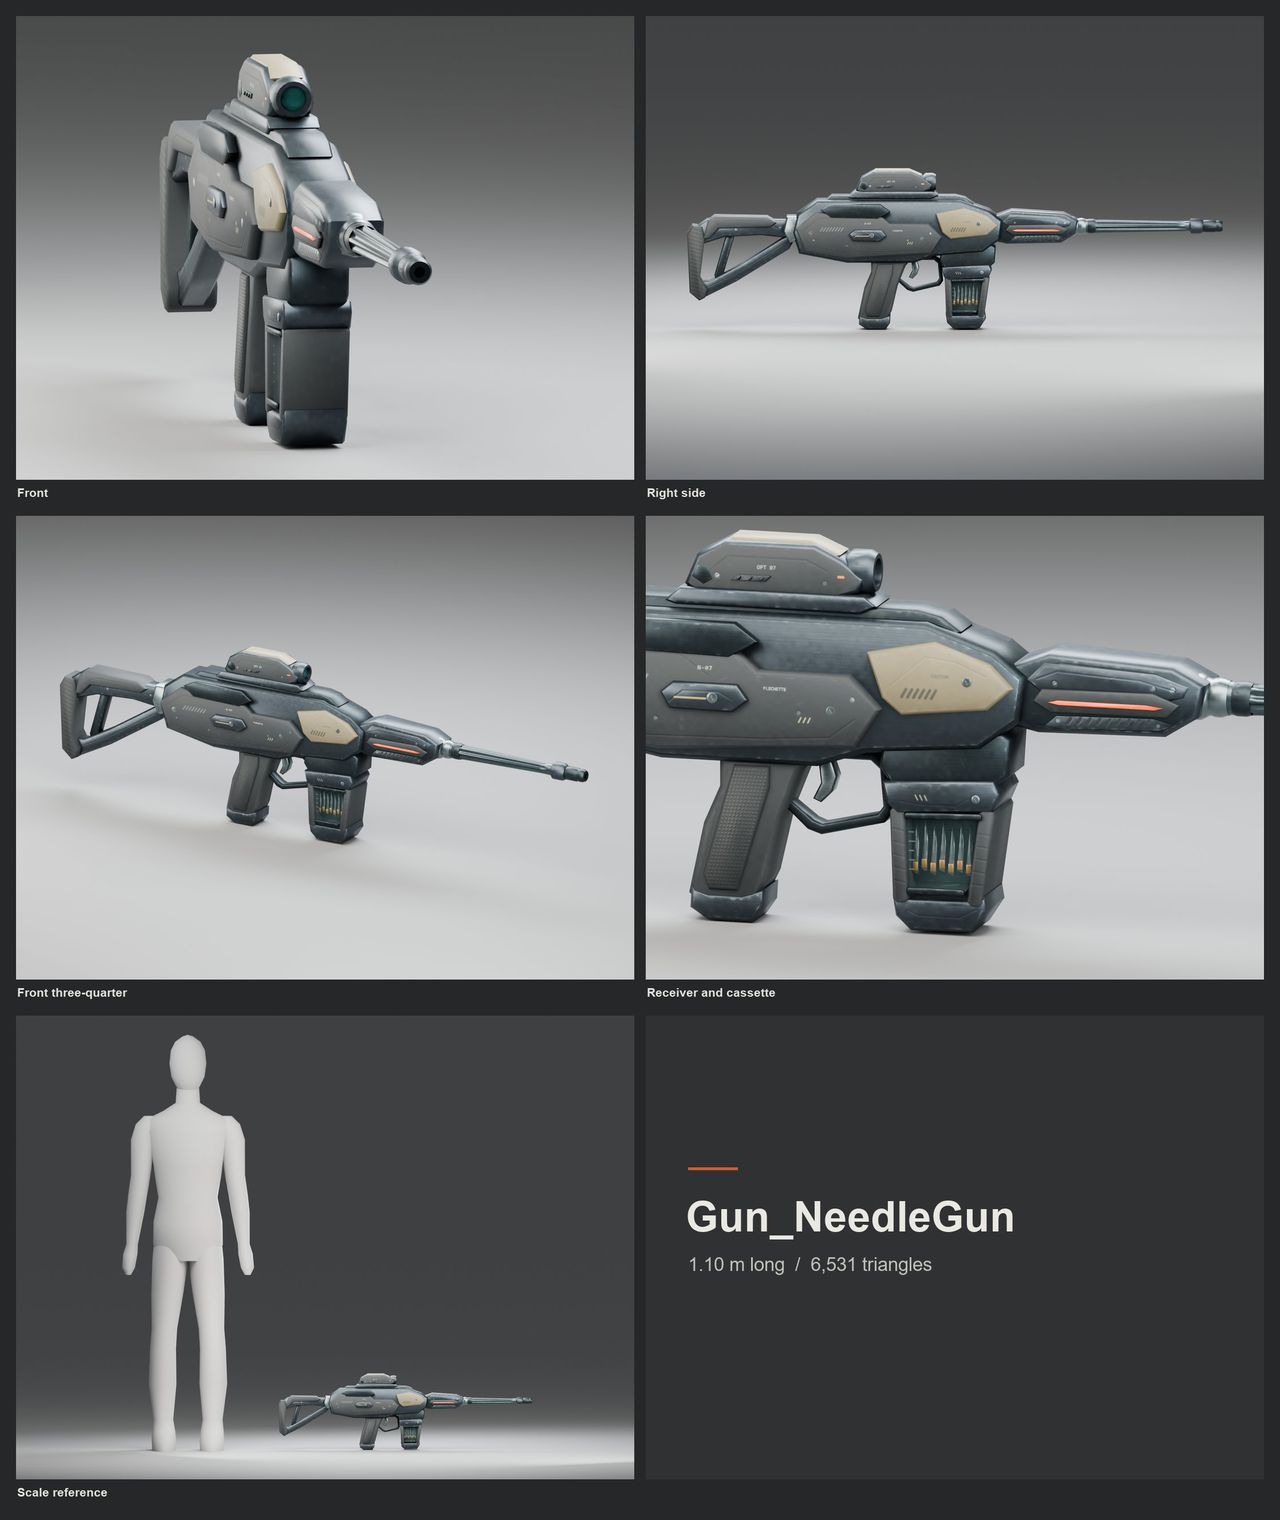 Front
Right side
OPT 07
N-07
FLECHETTE
Front three-quarter
Receiver and cassette
Gun_NeedleGun
1.10 m long / 6,531 triangles
Scale reference